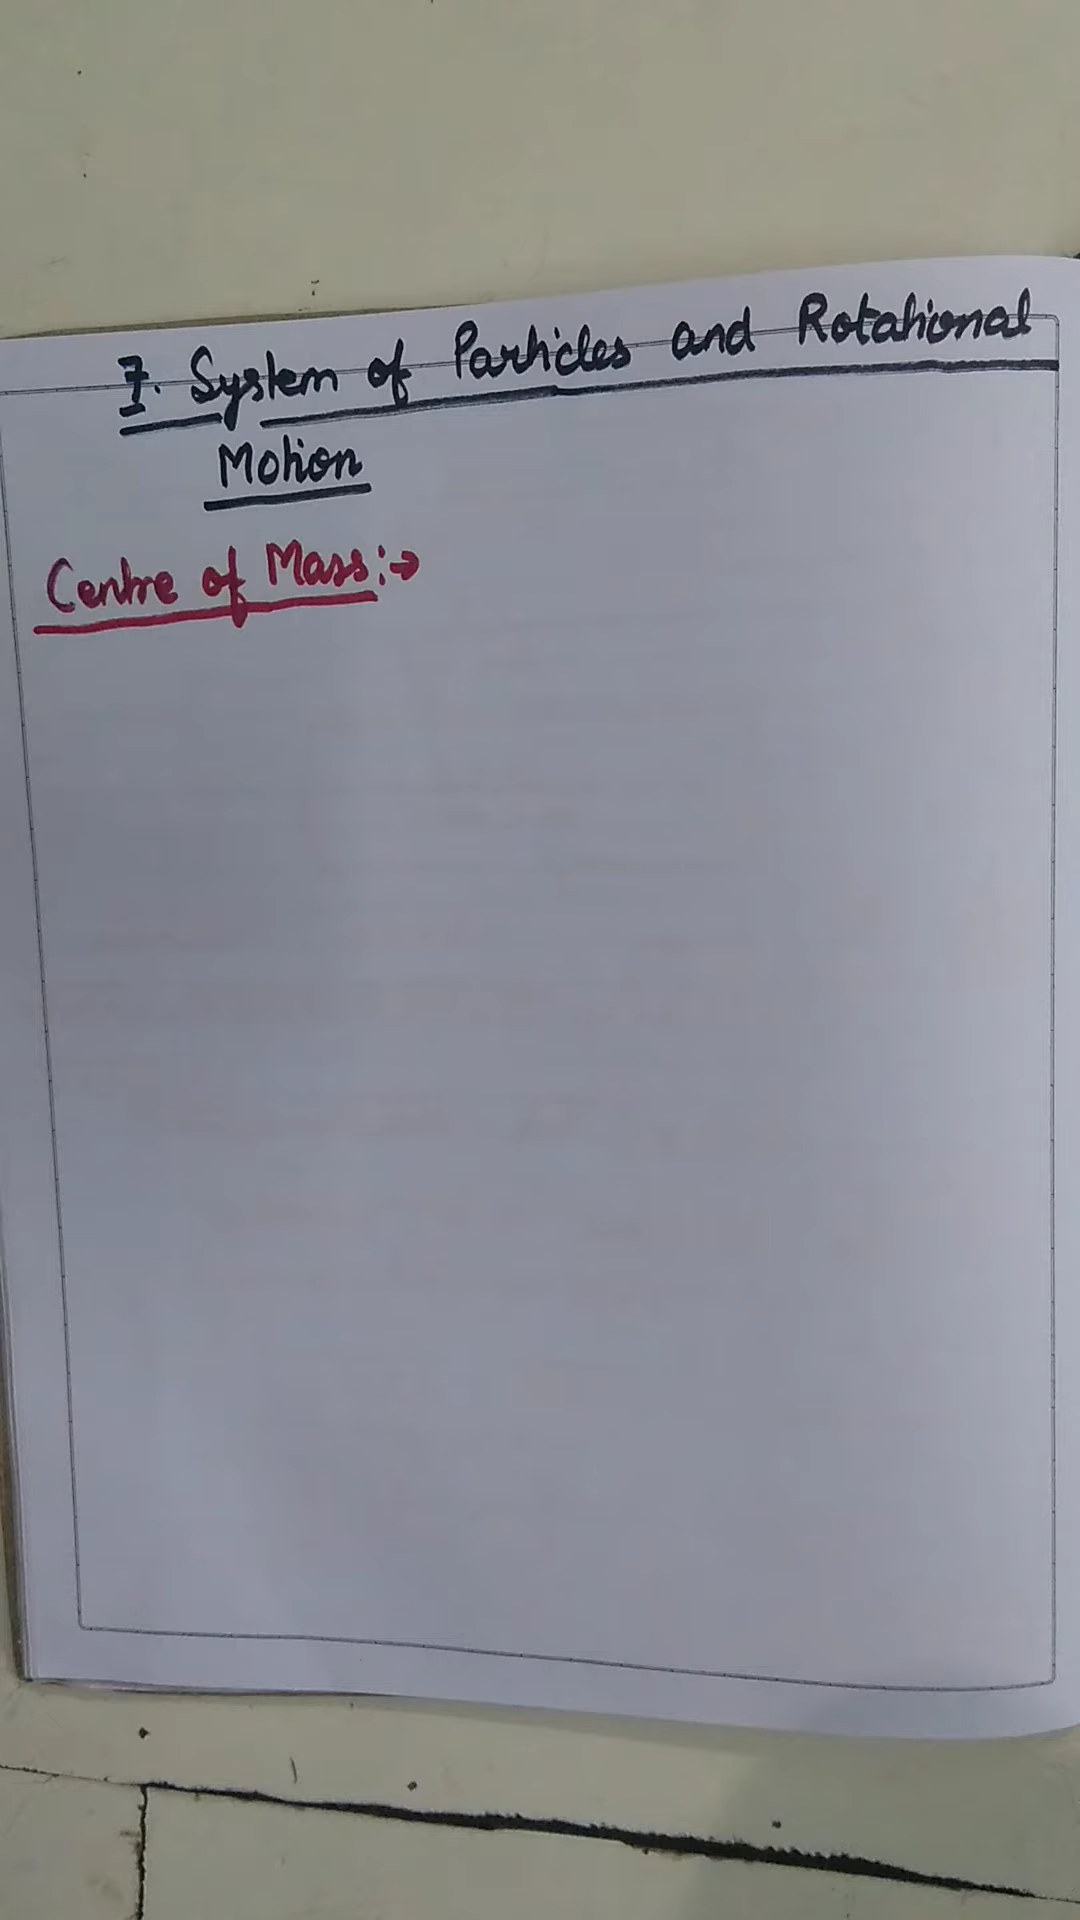 7. System of Particles and Rotational
Motion
Centre of Mass:→